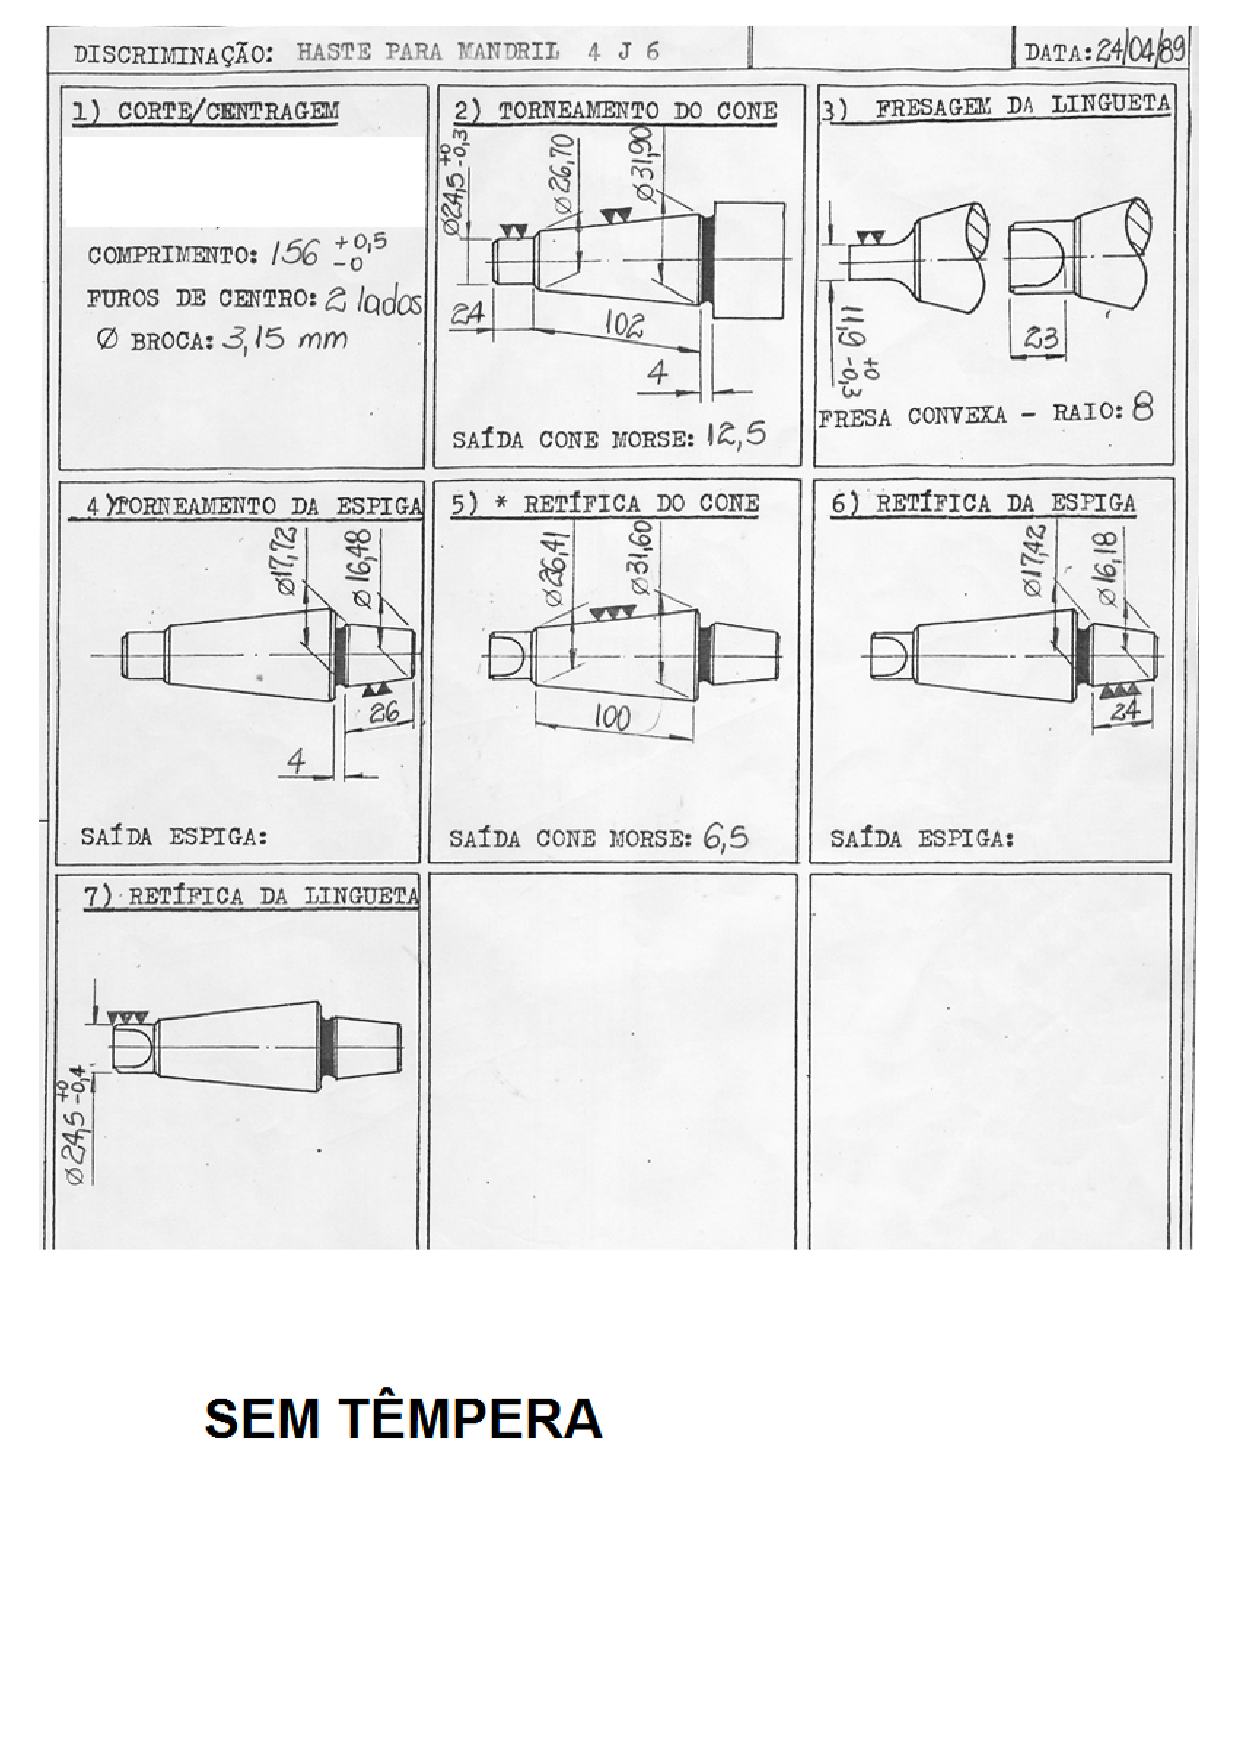 DISCRIMINAÇÃO: HASTE PARA MANDRIL 4 J 6
DATA: 24/04/89
1) CORTE/CENTRAGEM
COMPRIMENTO: 156 +0,5 -0
FUROS DE CENTRO: 2 lados
Ø BROCA: 3,15 mm
2) TORNEAMENTO DO CONE
Ø24,5 +0 -0,3
Ø26,70
Ø31,90
24
102
4
SAÍDA CONE MORSE: 12,5
3) FRESAGEM DA LINGUETA
11,9 +0 -0,3
23
FRESA CONVEXA - RAIO: 8
4) TORNEAMENTO DA ESPIGA
Ø17,72
Ø16,48
26
4
SAÍDA ESPIGA:
5) * RETÍFICA DO CONE
Ø26,41
Ø31,60
100
SAÍDA CONE MORSE: 6,5
6) RETÍFICA DA ESPIGA
Ø17,42
Ø16,18
24
SAÍDA ESPIGA:
7) RETÍFICA DA LINGUETA
Ø24,5 +0 -0,4
SEM TÊMPERA